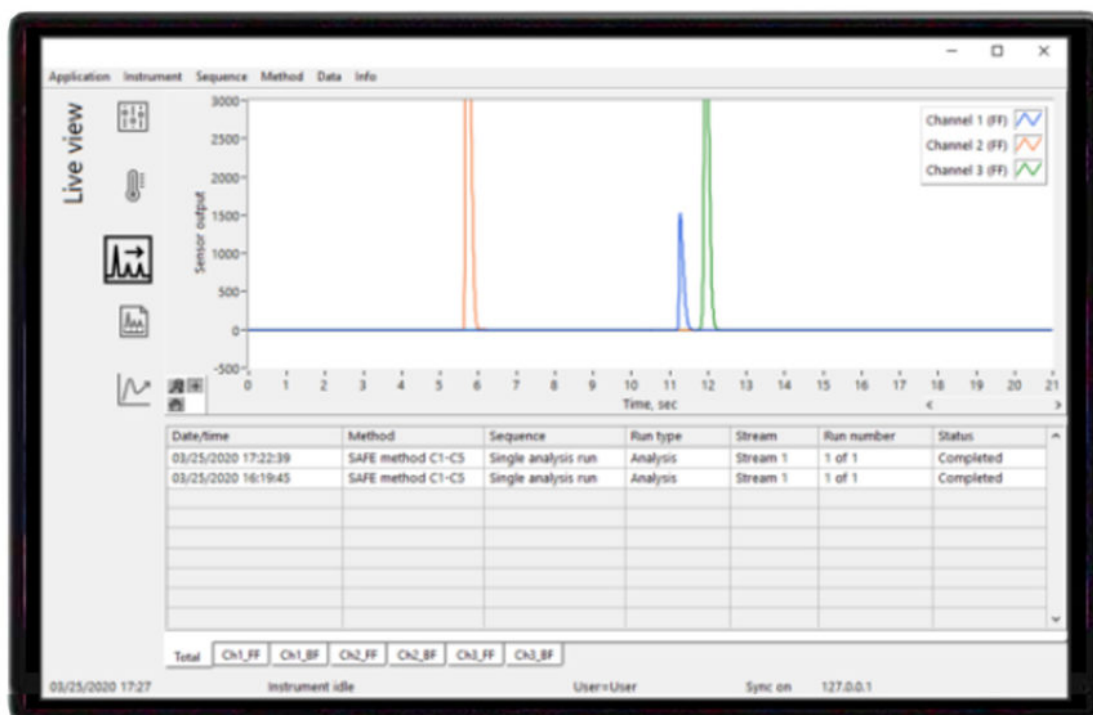 Application Instrument Sequence Method Data Info
Live view
Sensor output
3000
2500
2000
1500
1000
500
0
-500
Channel 1 (FF)
Channel 2 (FF)
Channel 3 (FF)
0 1 2 3 4 5 6 7 8 9 10 11 12 13 14 15 16 17 18 19 20 21
Time, sec
Date/time Method Sequence Run type Stream Run number Status
03/25/2020 17:22:39 SAFE method C1-C5 Single analysis run Analysis Stream 1 1 of 1 Completed
03/25/2020 16:19:45 SAFE method C1-C5 Single analysis run Analysis Stream 1 1 of 1 Completed
Total Ch1_FF Ch1_BF Ch2_FF Ch2_BF Ch3_FF Ch3_BF
03/25/2020 17:27 Instrument idle User=User Sync on 127.0.0.1